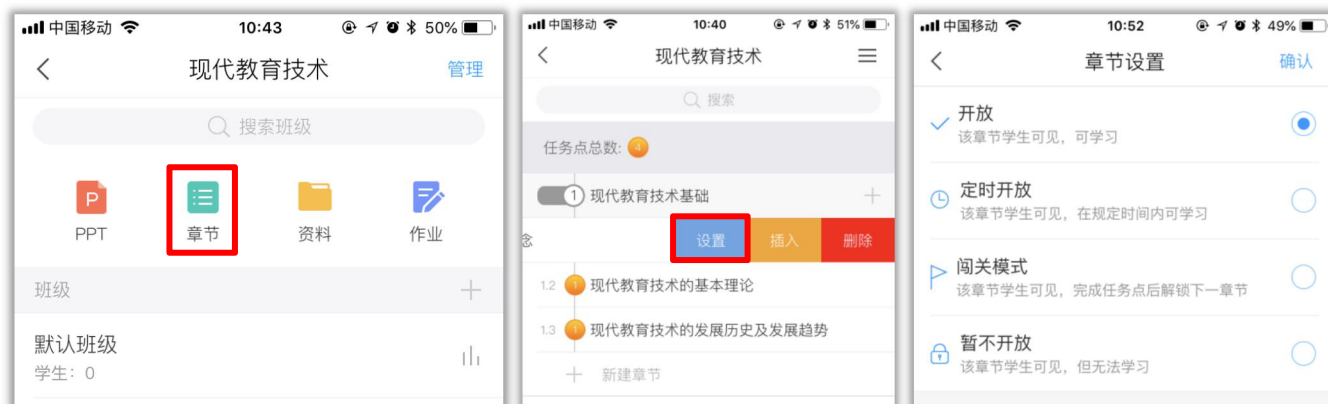 中国移动 10:43 50%
现代教育技术 管理
搜索班级
P
PPT 章节 资料 作业
班级
默认班级
学生：0
中国移动 10:40 51%
现代教育技术
搜索
任务点总数: 4
1 现代教育技术基础
念 设置 插入 删除
1.2 1 现代教育技术的基本理论
1.3 1 现代教育技术的发展历史及发展趋势
新建章节
中国移动 10:52 49%
章节设置 确认
开放
该章节学生可见，可学习
定时开放
该章节学生可见，在规定时间内可学习
闯关模式
该章节学生可见，完成任务点后解锁下一章节
暂不开放
该章节学生可见，但无法学习